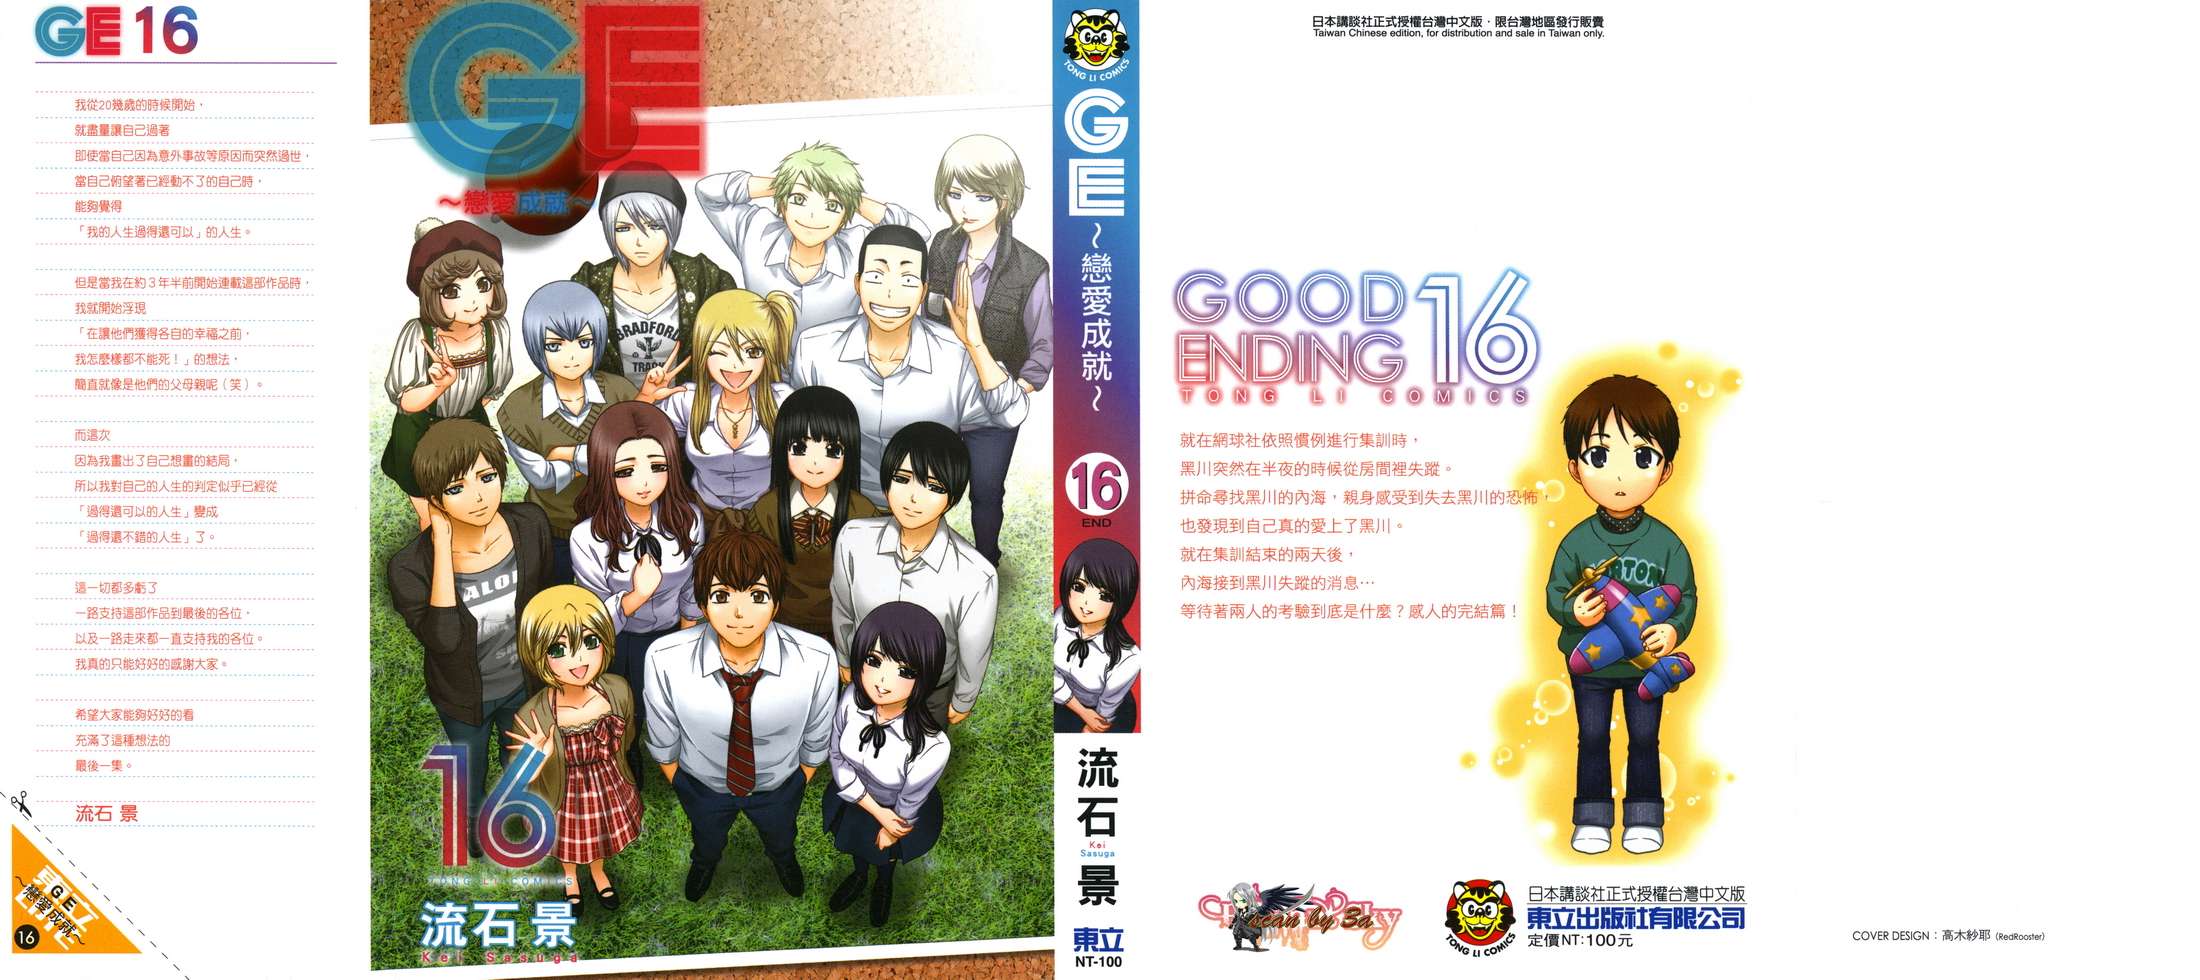 GE 16
我從20幾歲的時候開始，
就盡量讓自己過著
即使當自己因為意外事故等原因而突然過世，
當自己俯望著已經動不了的自己時，
能夠覺得
「我的人生過得還可以」的人生。
但是當我在約３年半前開始連載這部作品時，
我就開始浮現
「在讓他們獲得各自的幸福之前，
我怎麼樣都不能死！」的想法，
簡直就像是他們的父母親呢（笑）。
而這次
因為我畫出了自己想畫的結局，
所以我對自己的人生的判定似乎已經從
「過得還可以的人生」變成
「過得還不錯的人生」了。
這一切都多虧了
一路支持這部作品到最後的各位，
以及一路走來都一直支持我的各位。
我真的只能好好的感謝大家。
希望大家能夠好好的看
充滿了這種想法的
最後一集。
流石 景
GE
～戀愛成就～
16
GE
～戀愛成就～
BRADFORD
TRACK
16
TONG LI COMICS
流石 景
Kei Sasuga
TONG LI COMICS
GE
～戀愛成就～
16
END
流石景
Kei
Sasuga
東立
NT-100
日本講談社正式授權台灣中文版・限台灣地區發行販賣
Taiwan Chinese edition, for distribution and sale in Taiwan only.
GOOD
ENDING 16
TONG LI COMICS
就在網球社依照慣例進行集訓時，
黑川突然在半夜的時候從房間裡失蹤。
拼命尋找黑川的內海，親身感受到失去黑川的恐怖，
也發現到自己真的愛上了黑川。
就在集訓結束的兩天後，
內海接到黑川失蹤的消息…
等待著兩人的考驗到底是什麼？感人的完結篇！
scan by 3a
TONG LI COMICS
日本講談社正式授權台灣中文版
東立出版社有限公司
定價NT:100元
COVER DESIGN：高木紗耶（RedRooster）